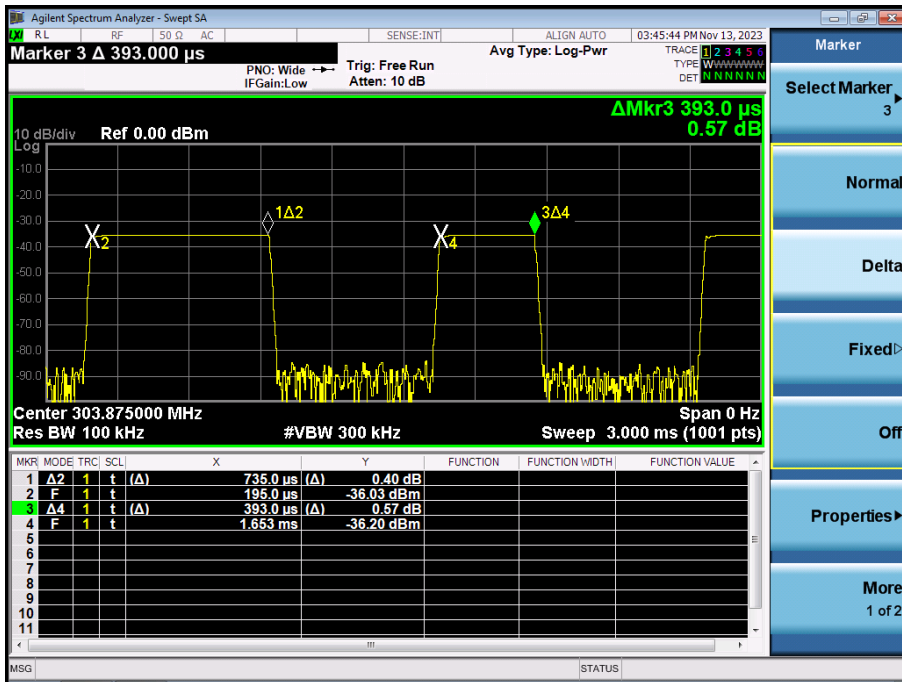 Agilent Spectrum Analyzer - Swept SA
LXI RL RF 50 Ω AC SENSE:INT ALIGN AUTO 03:45:44 PM Nov 13, 2023
Marker 3 Δ 393.000 µs
PNO: Wide
IFGain:Low
Trig: Free Run
Atten: 10 dB
Avg Type: Log-Pwr
TRACE 1 2 3 4 5 6
TYPE WWWWWWW
DET N N N N N N
ΔMkr3 393.0 µs
0.57 dB
10 dB/div Ref 0.00 dBm
Log
-10.0
-20.0
-30.0
-40.0
-50.0
-60.0
-70.0
-80.0
-90.0
X2
1Δ2
X4
3Δ4
Center 303.875000 MHz Span 0 Hz
Res BW 100 kHz #VBW 300 kHz Sweep 3.000 ms (1001 pts)
MKR MODE TRC SCL X Y FUNCTION FUNCTION WIDTH FUNCTION VALUE
1 Δ2 1 t (Δ) 735.0 µs (Δ) 0.40 dB
2 F 1 t 195.0 µs -36.03 dBm
3 Δ4 1 t (Δ) 393.0 µs (Δ) 0.57 dB
4 F 1 t 1.653 ms -36.20 dBm
5
6
7
8
9
10
11
MSG STATUS
Marker
Select Marker
3
Normal
Delta
Fixed
Off
Properties
More
1 of 2